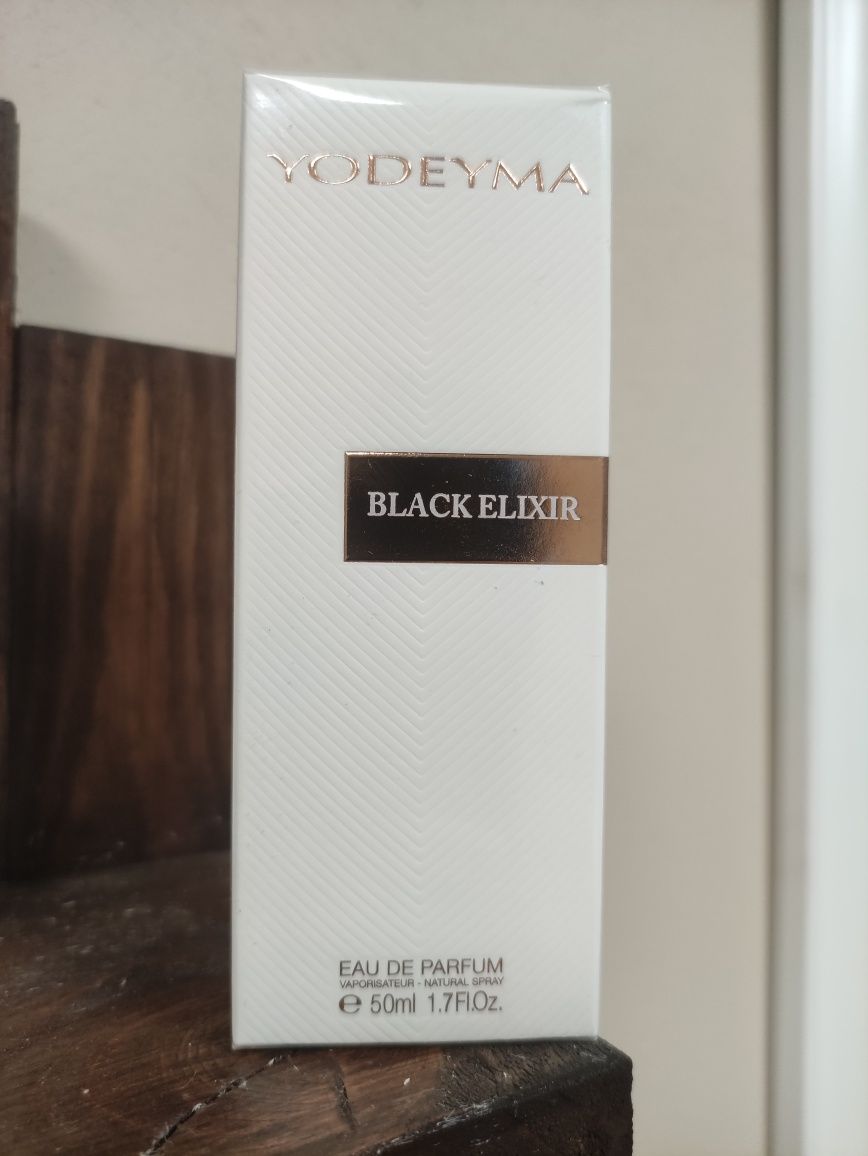 YODEYMA
BLACK ELIXIR
EAU DE PARFUM
VAPORISATEUR - NATURAL SPRAY
℮ 50ml 1.7Fl.Oz.